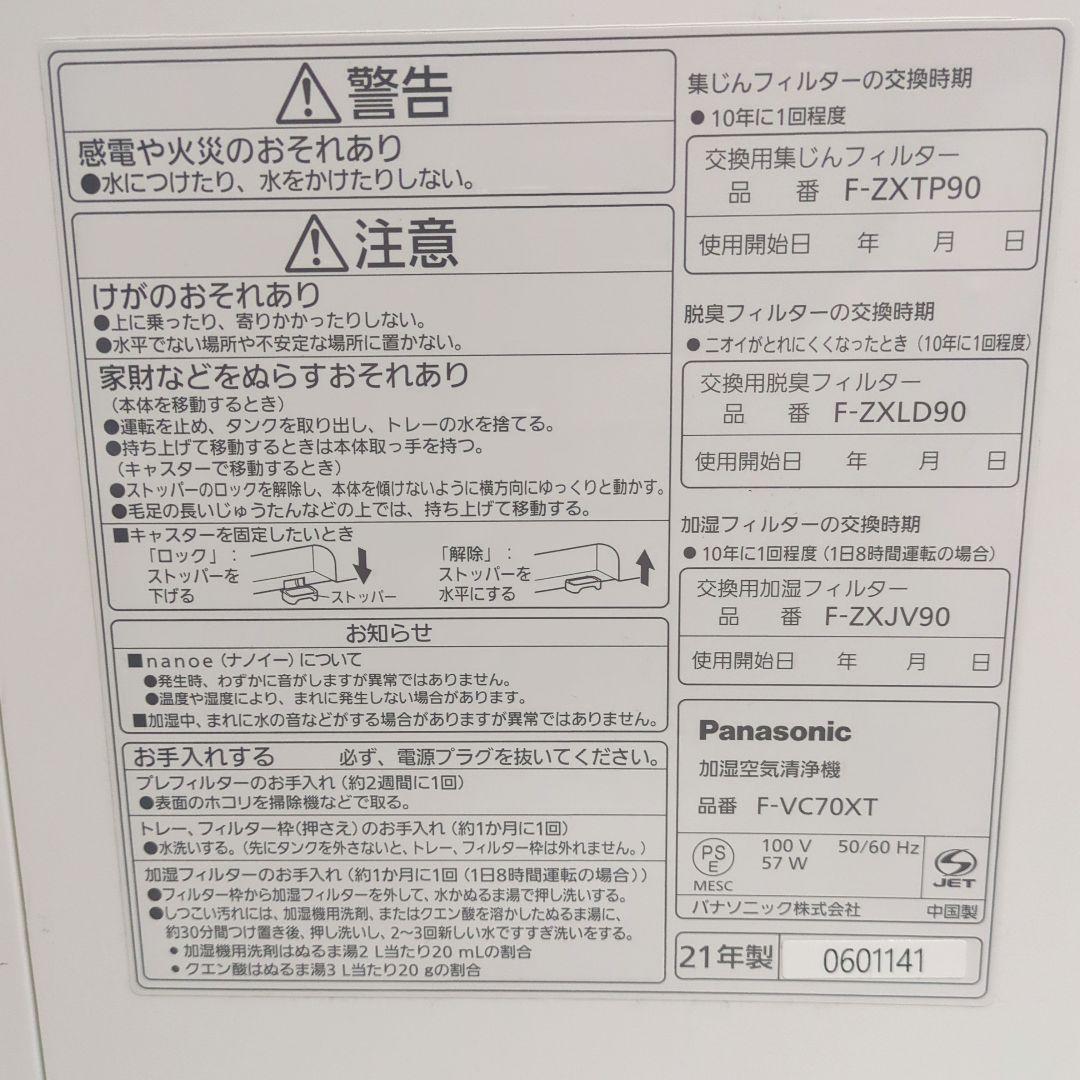 警告
感電や火災のおそれあり
●水につけたり、水をかけたりしない。
注意
けがのおそれあり
●上に乗ったり、寄りかかったりしない。
●水平でない場所や不安定な場所に置かない。
家財などをぬらすおそれあり
(本体を移動するとき)
●運転を止め、タンクを取り出し、トレーの水を捨てる。
●持ち上げて移動するときは本体取っ手を持つ。
(キャスターで移動するとき)
●ストッパーのロックを解除し、本体を傾けないように横方向にゆっくりと動かす。
●毛足の長いじゅうたんなどの上では、持ち上げて移動する。
■キャスターを固定したいとき
「ロック」:
ストッパーを
下げる
ストッパー
「解除」:
ストッパーを
水平にする
お知らせ
■nanoe(ナノイー)について
●発生時、わずかに音がしますが異常ではありません。
●温度や湿度により、まれに発生しない場合があります。
■加湿中、まれに水の音などがする場合がありますが異常ではありません。
お手入れする 必ず、電源プラグを抜いてください。
プレフィルターのお手入れ(約2週間に1回)
●表面のホコリを掃除機などで取る。
トレー、フィルター枠(押さえ)のお手入れ(約1か月に1回)
●水洗いする。(先にタンクを外さないと、トレー、フィルター枠は外れません。)
加湿フィルターのお手入れ(約1か月に1回(1日8時間運転の場合))
●フィルター枠から加湿フィルターを外して、水かぬるま湯で押し洗いする。
●しつこい汚れには、加湿機用洗剤、またはクエン酸を溶かしたぬるま湯に、
約30分間つけ置き後、押し洗いし、2~3回新しい水ですすぎ洗いをする。
• 加湿機用洗剤はぬるま湯2 L当たり20 mLの割合
• クエン酸はぬるま湯3 L当たり20 gの割合
集じんフィルターの交換時期
● 10年に1回程度
交換用集じんフィルター
品 番 F-ZXTP90
使用開始日 年 月 日
脱臭フィルターの交換時期
● ニオイがとれにくくなったとき(10年に1回程度)
交換用脱臭フィルター
品 番 F-ZXLD90
使用開始日 年 月 日
加湿フィルターの交換時期
● 10年に1回程度(1日8時間運転の場合)
交換用加湿フィルター
品 番 F-ZXJV90
使用開始日 年 月 日
Panasonic
加湿空気清浄機
品番 F-VC70XT
PS
E
MESC
100 V 50/60 Hz
57 W
JET
パナソニック株式会社 中国製
21年製 0601141